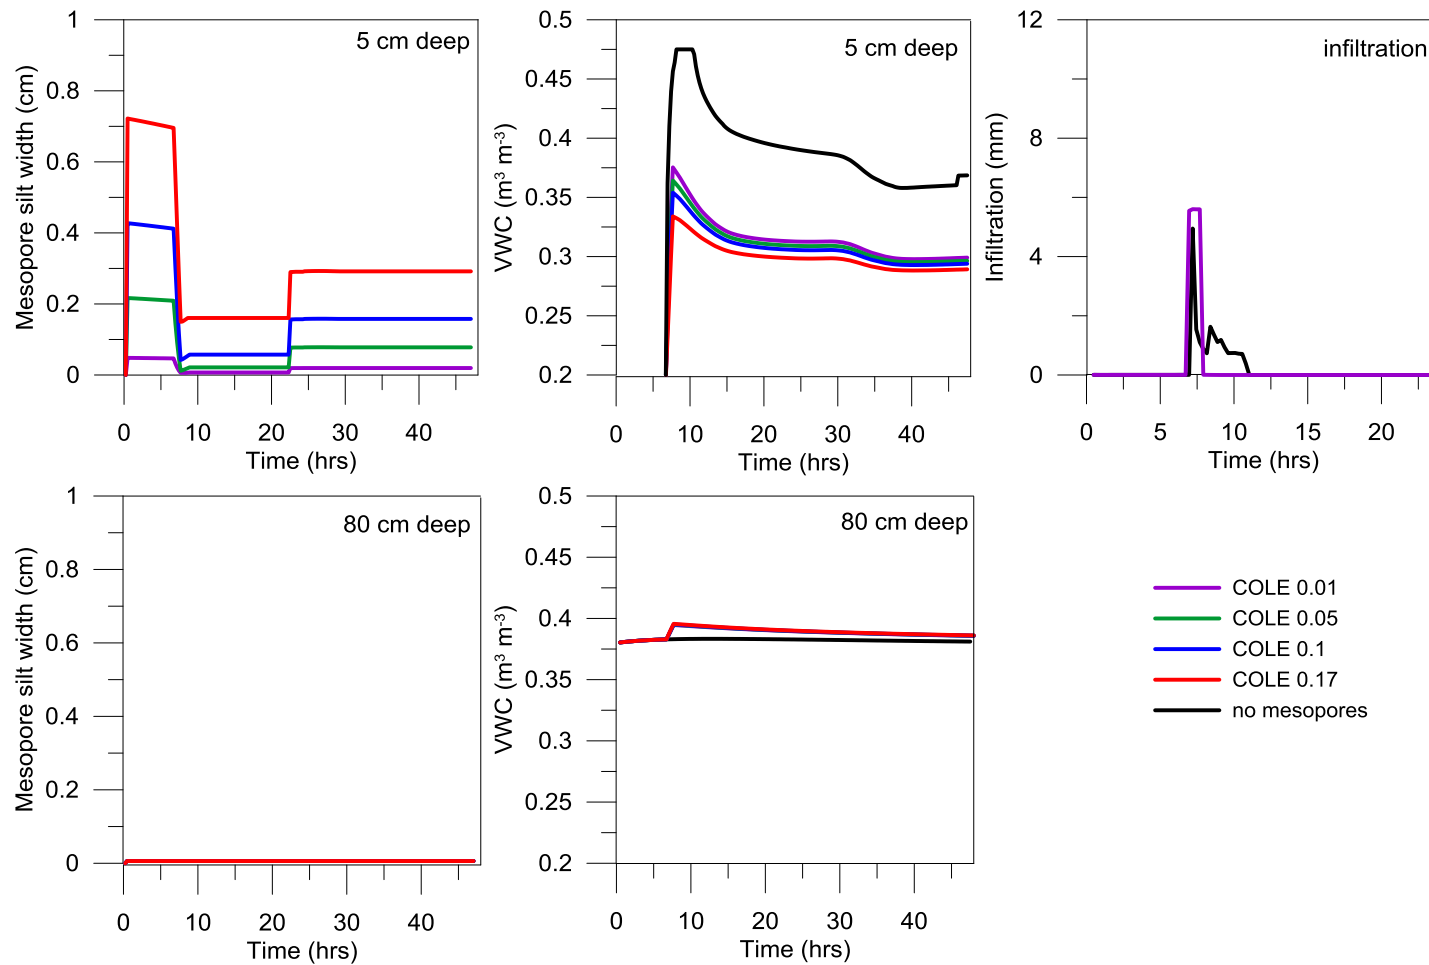 5 cm deep
Mesopore silt width (cm)
1
0.8
0.6
0.4
0.2
0
0 10 20 30 40
Time (hrs)
5 cm deep
VWC (m³ m⁻³)
0.5
0.45
0.4
0.35
0.3
0.25
0.2
0 10 20 30 40
Time (hrs)
infiltration
Infiltration (mm)
12
8
4
0
0 5 10 15 20
Time (hrs)
80 cm deep
Mesopore silt width (cm)
1
0.8
0.6
0.4
0.2
0
0 10 20 30 40
Time (hrs)
80 cm deep
VWC (m³ m⁻³)
0.5
0.45
0.4
0.35
0.3
0.25
0.2
0 10 20 30 40
Time (hrs)
COLE 0.01
COLE 0.05
COLE 0.1
COLE 0.17
no mesopores